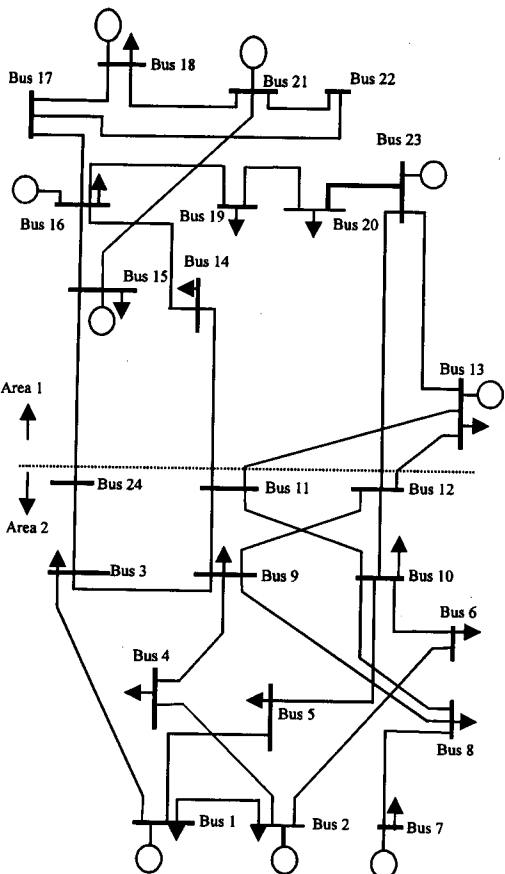 Bus 18
Bus 17
Bus 21
Bus 22
Bus 23
Bus 16
Bus 19
Bus 20
Bus 15
Bus 14
Bus 13
Area 1
Bus 24
Bus 11
Bus 12
Area 2
Bus 3
Bus 9
Bus 10
Bus 6
Bus 4
Bus 5
Bus 8
Bus 1
Bus 2
Bus 7